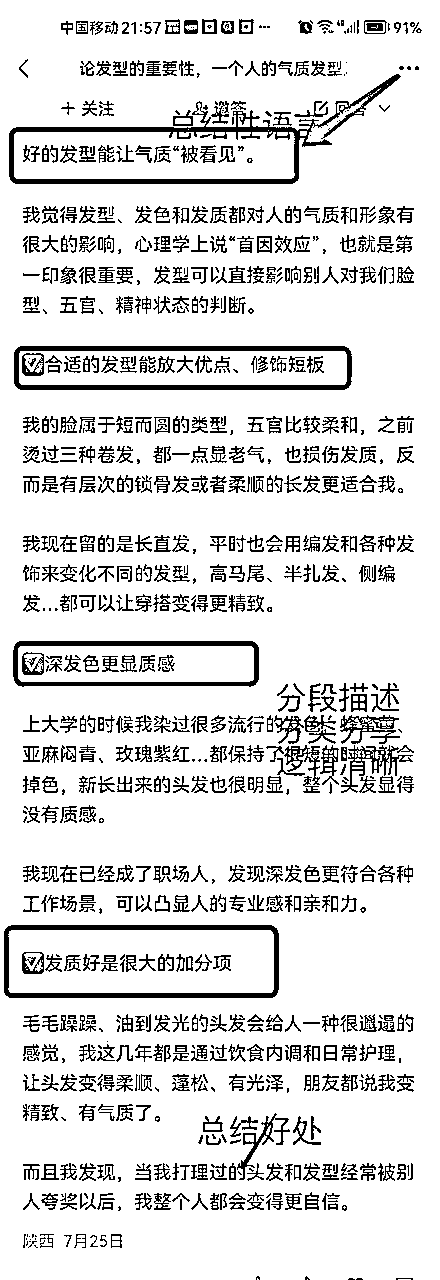 中国移动21:57
91%
论发型的重要性，一个人的气质发型
+ 关注
邀答
总结性语言
好的发型能让气质“被看见”。
我觉得发型、发色和发质都对人的气质和形象有
很大的影响，心理学上说“首因效应”，也就是第
一印象很重要，发型可以直接影响别人对我们脸
型、五官、精神状态的判断。
合适的发型能放大优点、修饰短板
我的脸属于短而圆的类型，五官比较柔和，之前
烫过三种卷发，都一点显老气，也损伤发质，反
而是有层次的锁骨发或者柔顺的长发更适合我。
我现在留的是长直发，平时也会用编发和各种发
饰来变化不同的发型，高马尾、半扎发、侧编
发...都可以让穿搭变得更精致。
深发色更显质感
分段描述
分类分享
逻辑清晰
上大学的时候我染过很多流行的发色：
亚麻闷青、玫瑰紫红...都保持了很短的时间就会
掉色，新长出来的头发也很明显，整个头发显得
没有质感。
我现在已经成了职场人，发现深发色更符合各种
工作场景，可以凸显人的专业感和亲和力。
发质好是很大的加分项
毛毛躁躁、油到发光的头发会给人一种很邋遢的
感觉，我这几年都是通过饮食内调和日常护理，
让头发变得柔顺、蓬松、有光泽，朋友都说我变
精致、有气质了。
总结好处
而且我发现，当我打理过的头发和发型经常被别
人夸奖以后，我整个人都会变得更自信。
陕西 7月25日